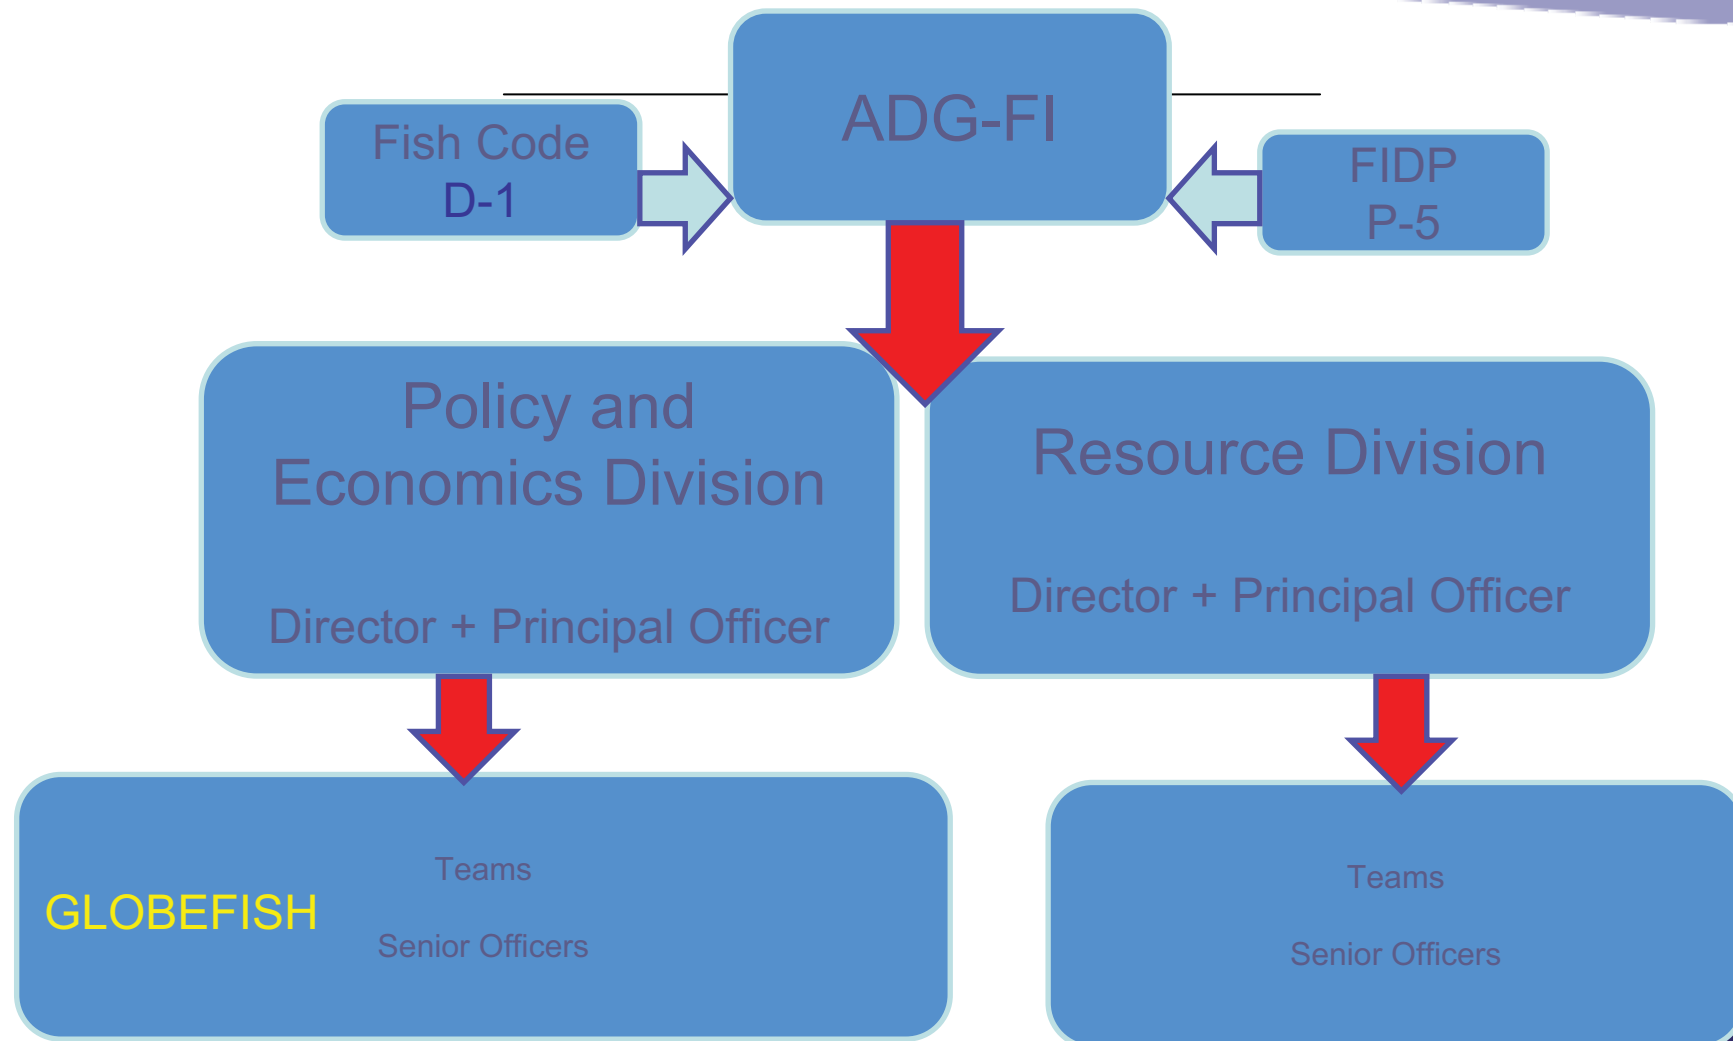 ADG-FI
Fish Code
D-1
FIDP
P-5
Policy and
Economics Division
Director + Principal Officer
Resource Division
Director + Principal Officer
GLOBEFISH
Teams
Senior Officers
Teams
Senior Officers